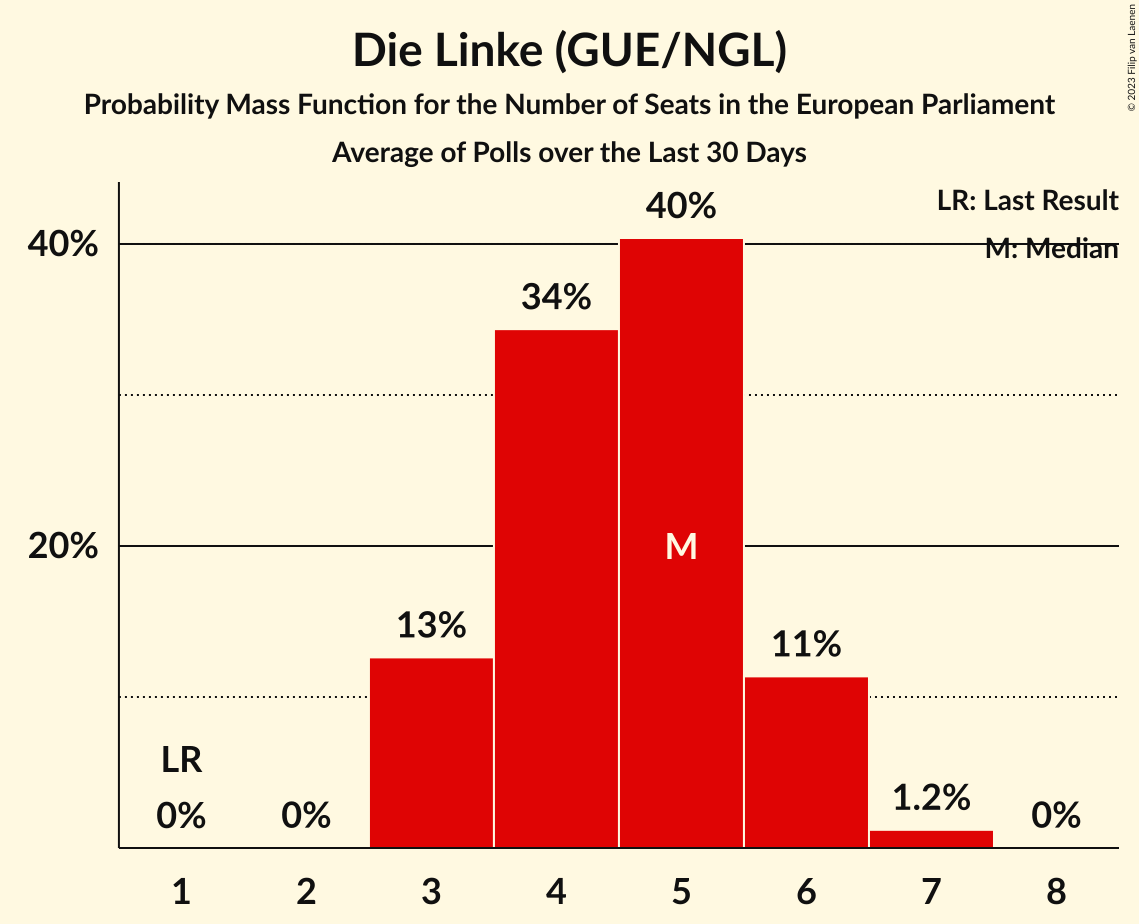 Die Linke (GUE/NGL)
Probability Mass Function for the Number of Seats in the European Parliament
Average of Polls over the Last 30 Days
© 2023 Filip van Laenen
LR: Last Result
M: Median
40%
20%
LR
0%
0%
13%
34%
40%
M
11%
1.2%
0%
1 2 3 4 5 6 7 8